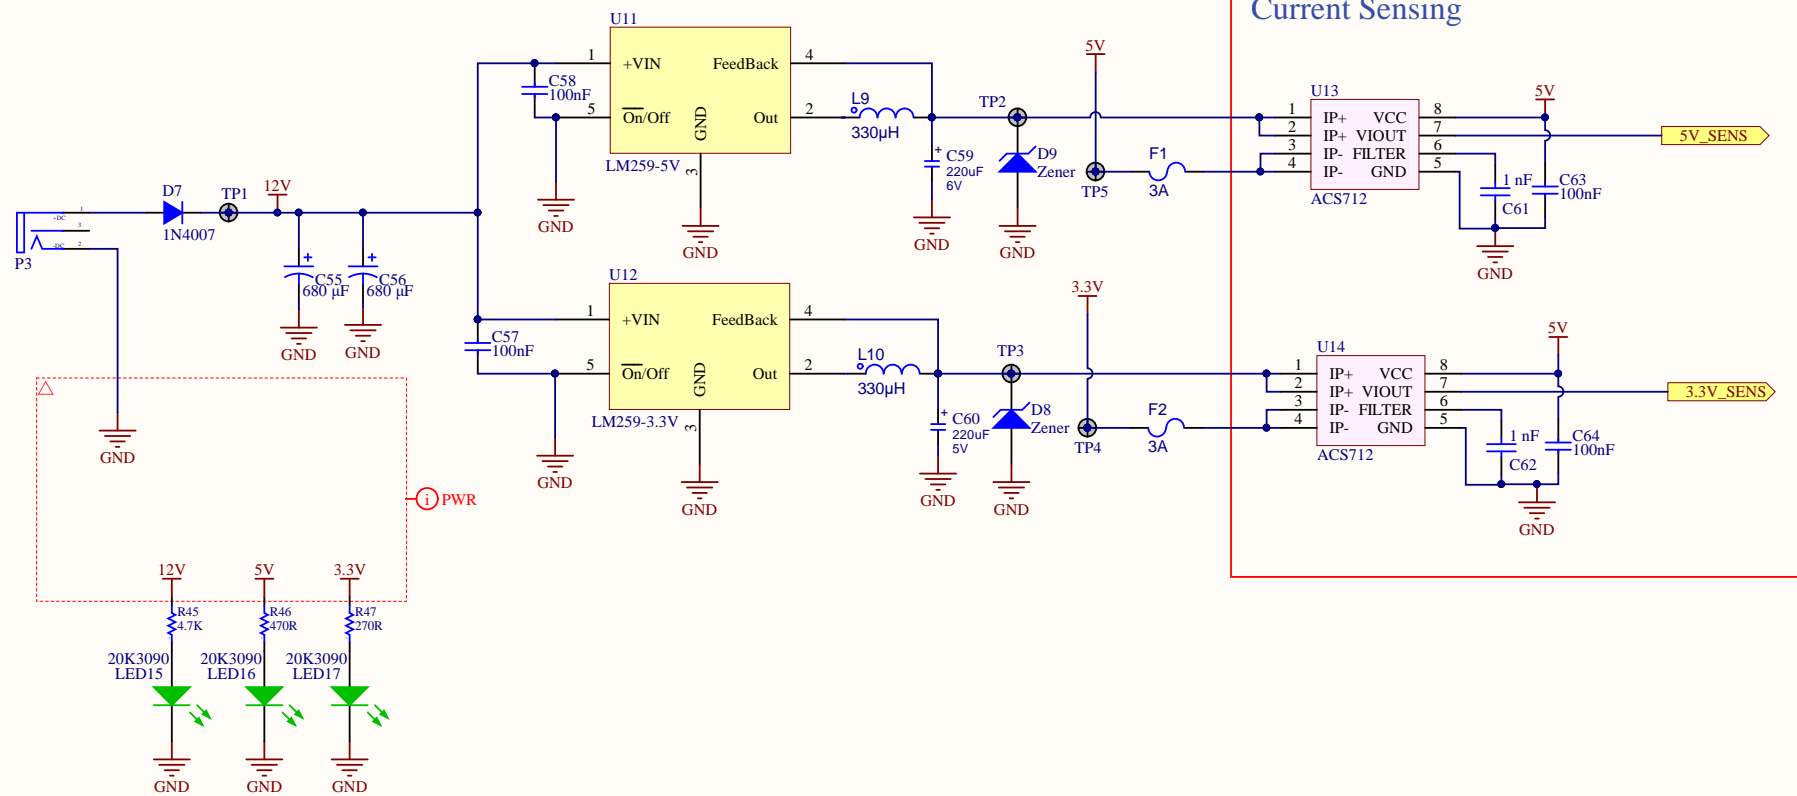 Current Sensing
U11
1
+VIN
FeedBack
4
C58
100nF
5
On/Off
GND
Out
2
LM259-5V
3
GND
GND
L9
330µH
TP2
C59
220uF
6V
GND
D9
Zener
GND
5V
TP5
F1
3A
U13
1
IP+
VCC
8
2
IP+
VIOUT
7
3
IP-
FILTER
6
4
IP-
GND
5
ACS712
5V
5V_SENS
1 nF
C61
C63
100nF
GND
P3
+DC
1
3
-DC
2
D7
1N4007
TP1
12V
C55
680 µF
GND
C56
680 µF
GND
GND
U12
1
+VIN
FeedBack
4
C57
100nF
5
On/Off
GND
Out
2
LM259-3.3V
3
GND
GND
L10
330µH
TP3
C60
220uF
5V
GND
D8
Zener
GND
3.3V
TP4
F2
3A
U14
1
IP+
VCC
8
2
IP+
VIOUT
7
3
IP-
FILTER
6
4
IP-
GND
5
ACS712
5V
3.3V_SENS
1 nF
C62
C64
100nF
GND
i PWR
12V
5V
3.3V
R45
4.7K
R46
470R
R47
270R
20K3090
LED15
20K3090
LED16
20K3090
LED17
GND
GND
GND